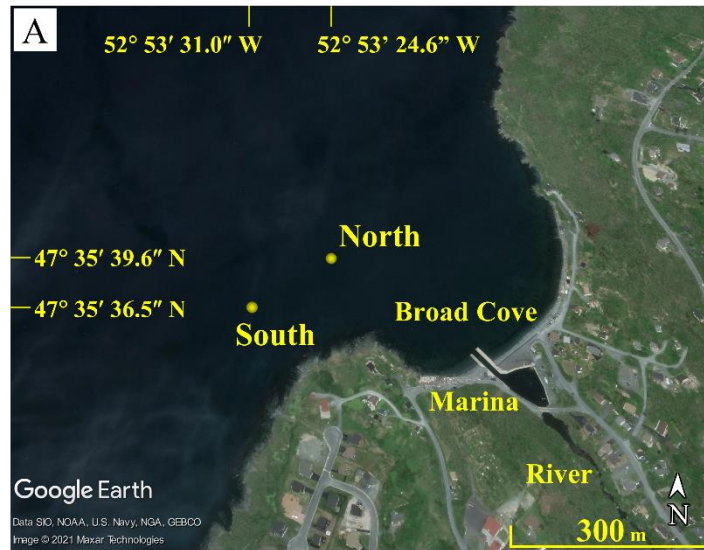 A
52° 53′ 31.0″ W
52° 53’ 24.6” W
47° 35′ 39.6″ N
North
47° 35′ 36.5″ N
South
Broad Cove
Marina
River
Google Earth
Data SIO, NOAA, U.S. Navy, NGA, GEBCO
Image © 2021 Maxar Technologies
300 m
N